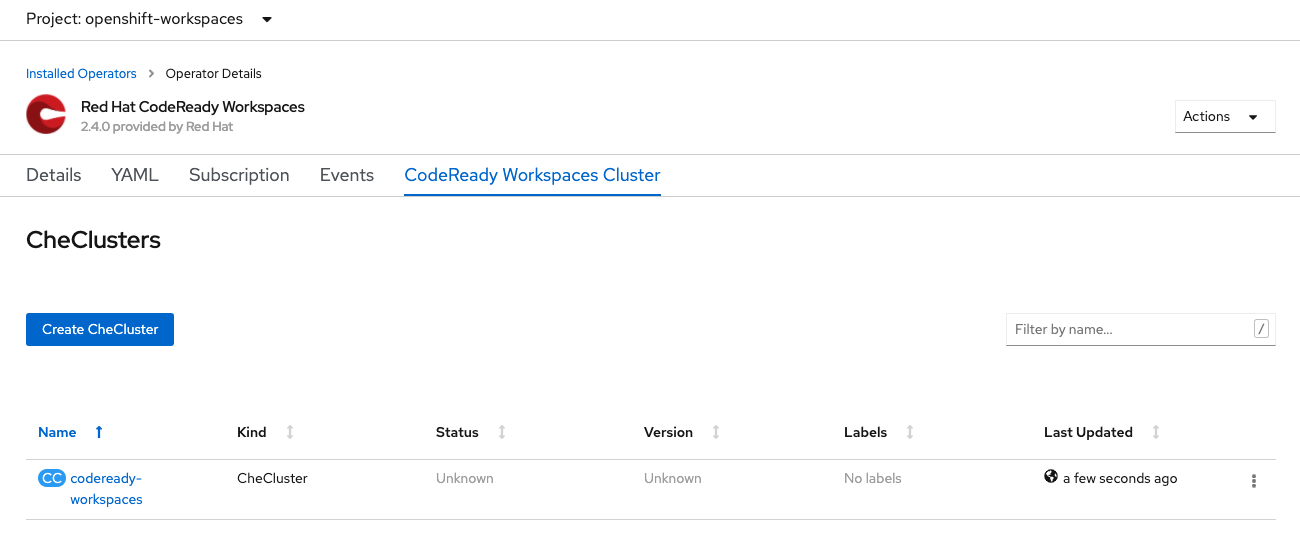 Project: openshift-workspaces
Installed Operators > Operator Details
Red Hat CodeReady Workspaces
2.4.0 provided by Red Hat
Actions
Details YAML Subscription Events CodeReady Workspaces Cluster
CheClusters
Create CheCluster
Filter by name... /
Name Kind Status Version Labels Last Updated
CC codeready-workspaces CheCluster Unknown Unknown No labels a few seconds ago